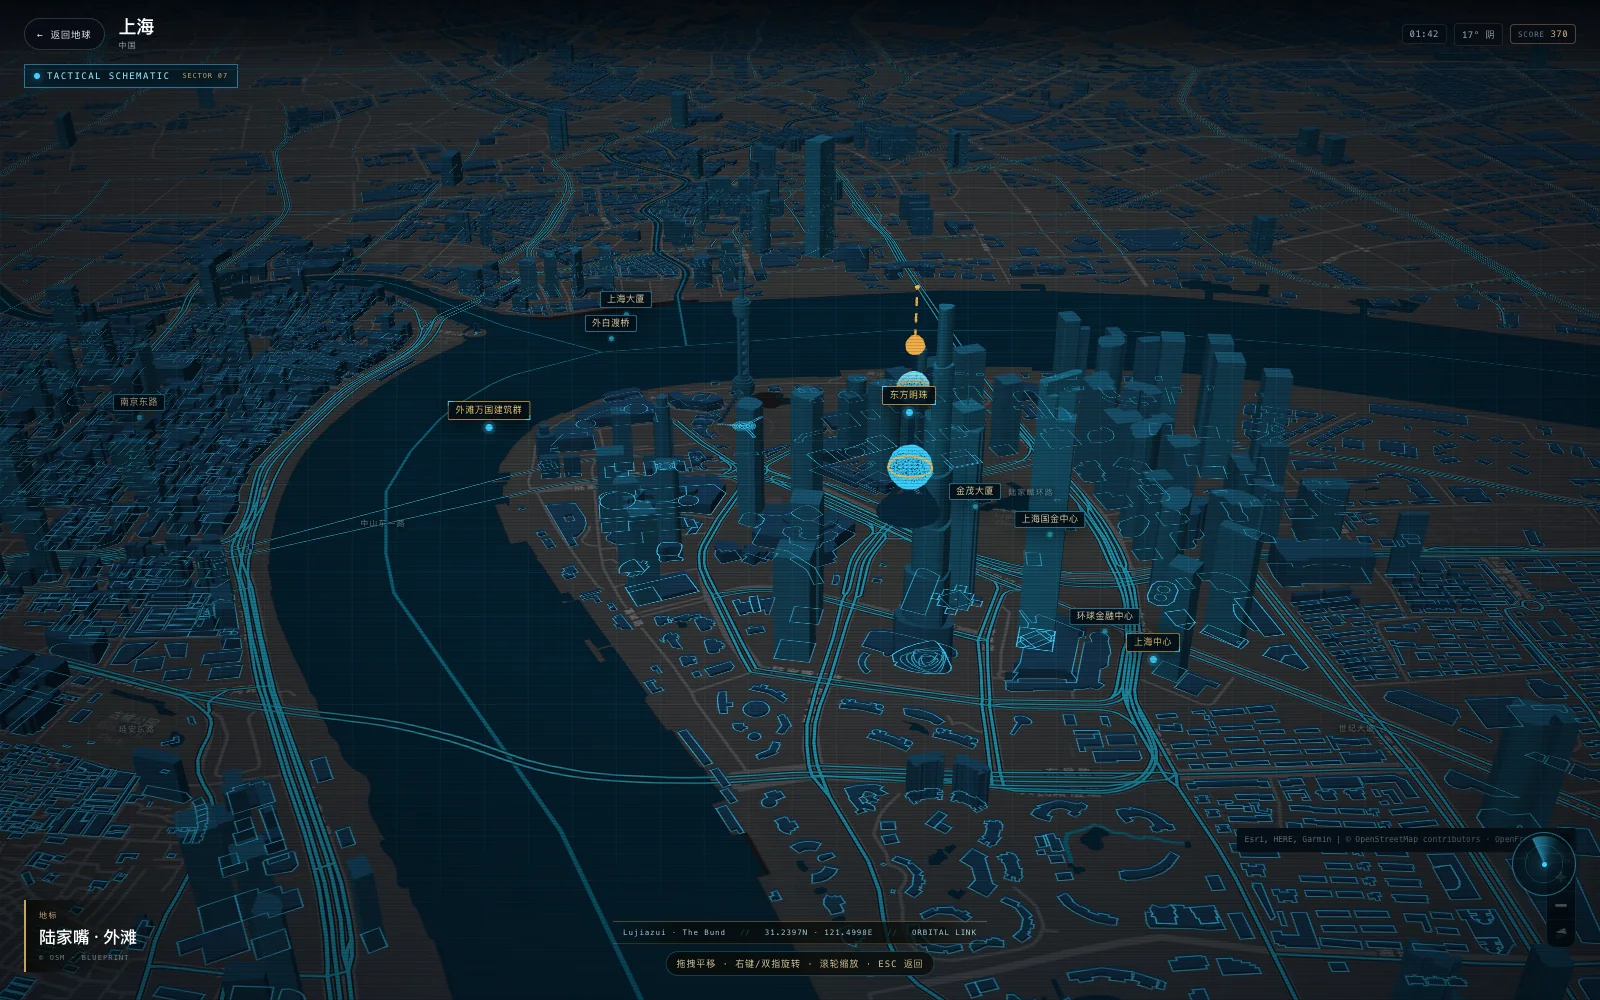 ← 返回地球
上海
中国
01:42
17° 阴
SCORE 370
TACTICAL SCHEMATIC SECTOR 07
上海大厦
外白渡桥
东方明珠
南京东路
外滩万国建筑群
金茂大厦
陆家嘴环路
上海国金中心
中山东一路
环球金融中心
上海中心
延安东路
世纪大道
Esri, HERE, Garmin | © OpenStreetMap contributors · OpenF
地标
陆家嘴 · 外滩
© OSM · BLUEPRINT
Lujiazui · The Bund // 31.2397N · 121.4998E // ORBITAL LINK
拖拽平移 · 右键/双指旋转 · 滚轮缩放 · ESC 返回